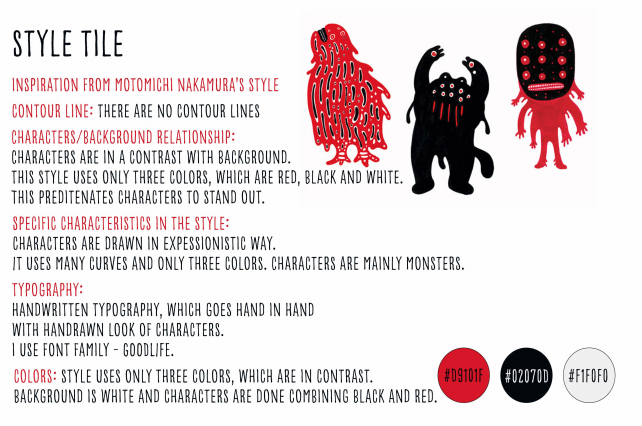 STYLE TILE
INSPIRATION FROM MOTOMICHI NAKAMURA'S STYLE
CONTOUR LINE: THERE ARE NO CONTOUR LINES
CHARACTERS/BACKGROUND RELATIONSHIP:
CHARACTERS ARE IN A CONTRAST WITH BACKGROUND.
THIS STYLE USES ONLY THREE COLORS, WHICH ARE RED, BLACK AND WHITE.
THIS PREDITENATES CHARACTERS TO STAND OUT.
SPECIFIC CHARACTERISTICS IN THE STYLE:
CHARACTERS ARE DRAWN IN EXPESSIONISTIC WAY.
IT USES MANY CURVES AND ONLY THREE COLORS. CHARACTERS ARE MAINLY MONSTERS.
TYPOGRAPHY:
HANDWRITTEN TYPOGRAPHY, WHICH GOES HAND IN HAND
WITH HANDRAWN LOOK OF CHARACTERS.
I USE FONT FAMILY - GOODLIFE.
COLORS: STYLE USES ONLY THREE COLORS, WHICH ARE IN CONTRAST.
BACKGROUND IS WHITE AND CHARACTERS ARE DONE COMBINING BLACK AND RED.
#D9101F #02070D #F1F0F0